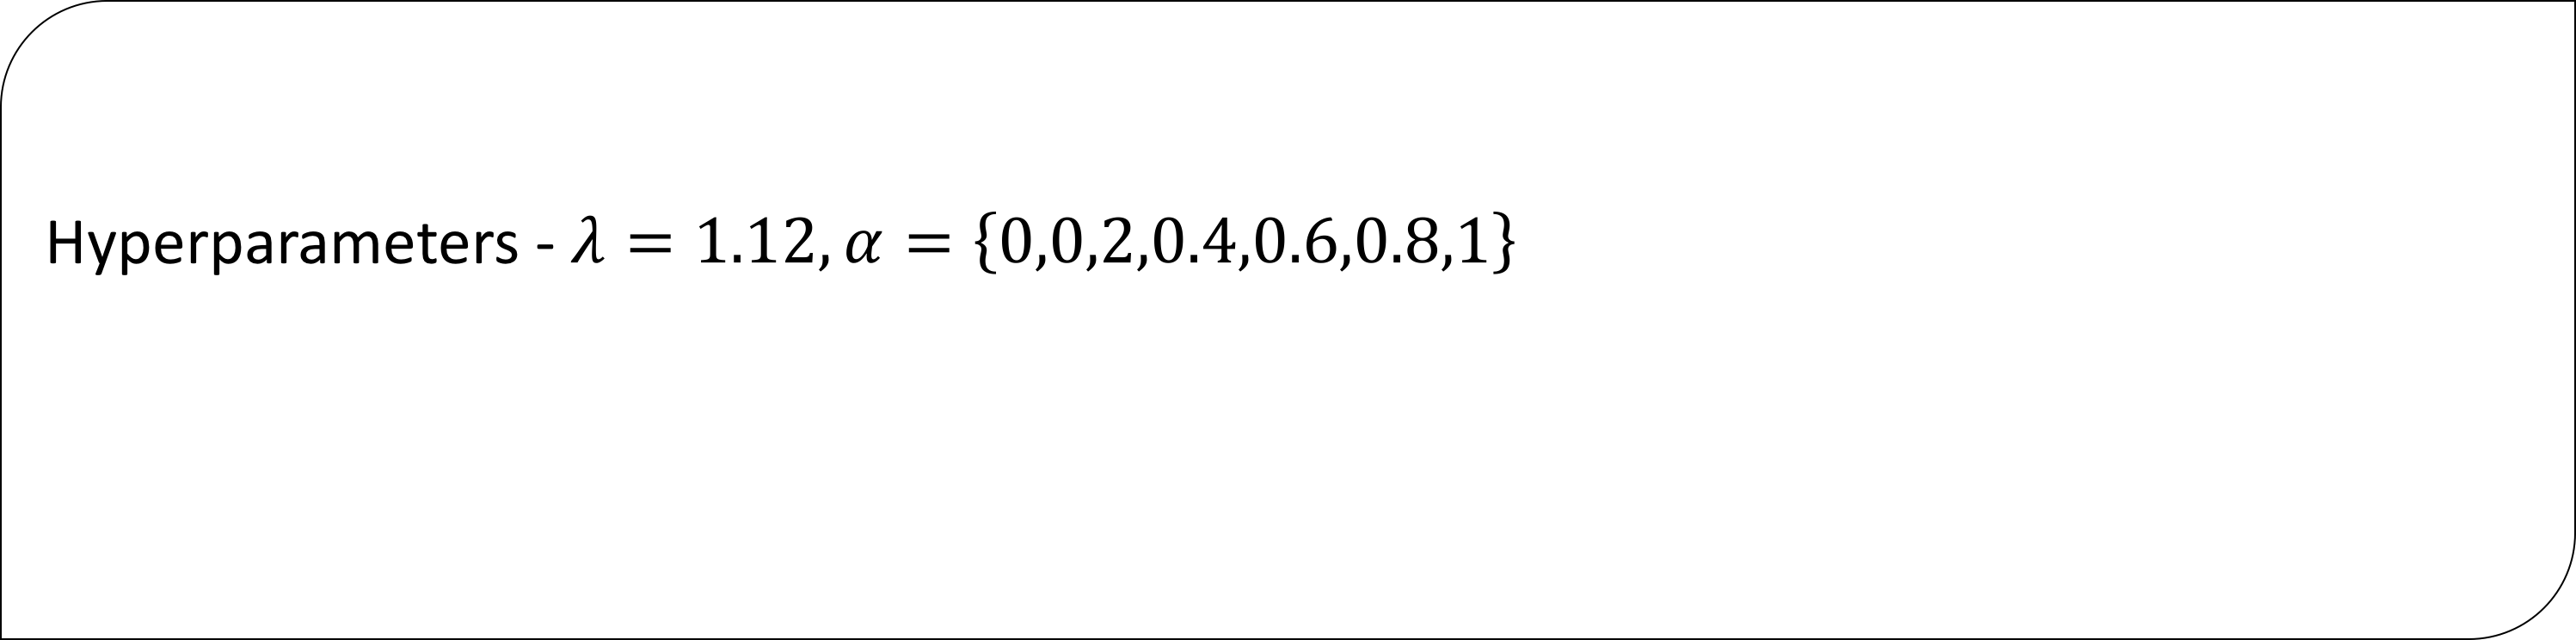 Hyperparameters - λ = 1.12, α = {0,0,2,0.4,0.6,0.8,1}